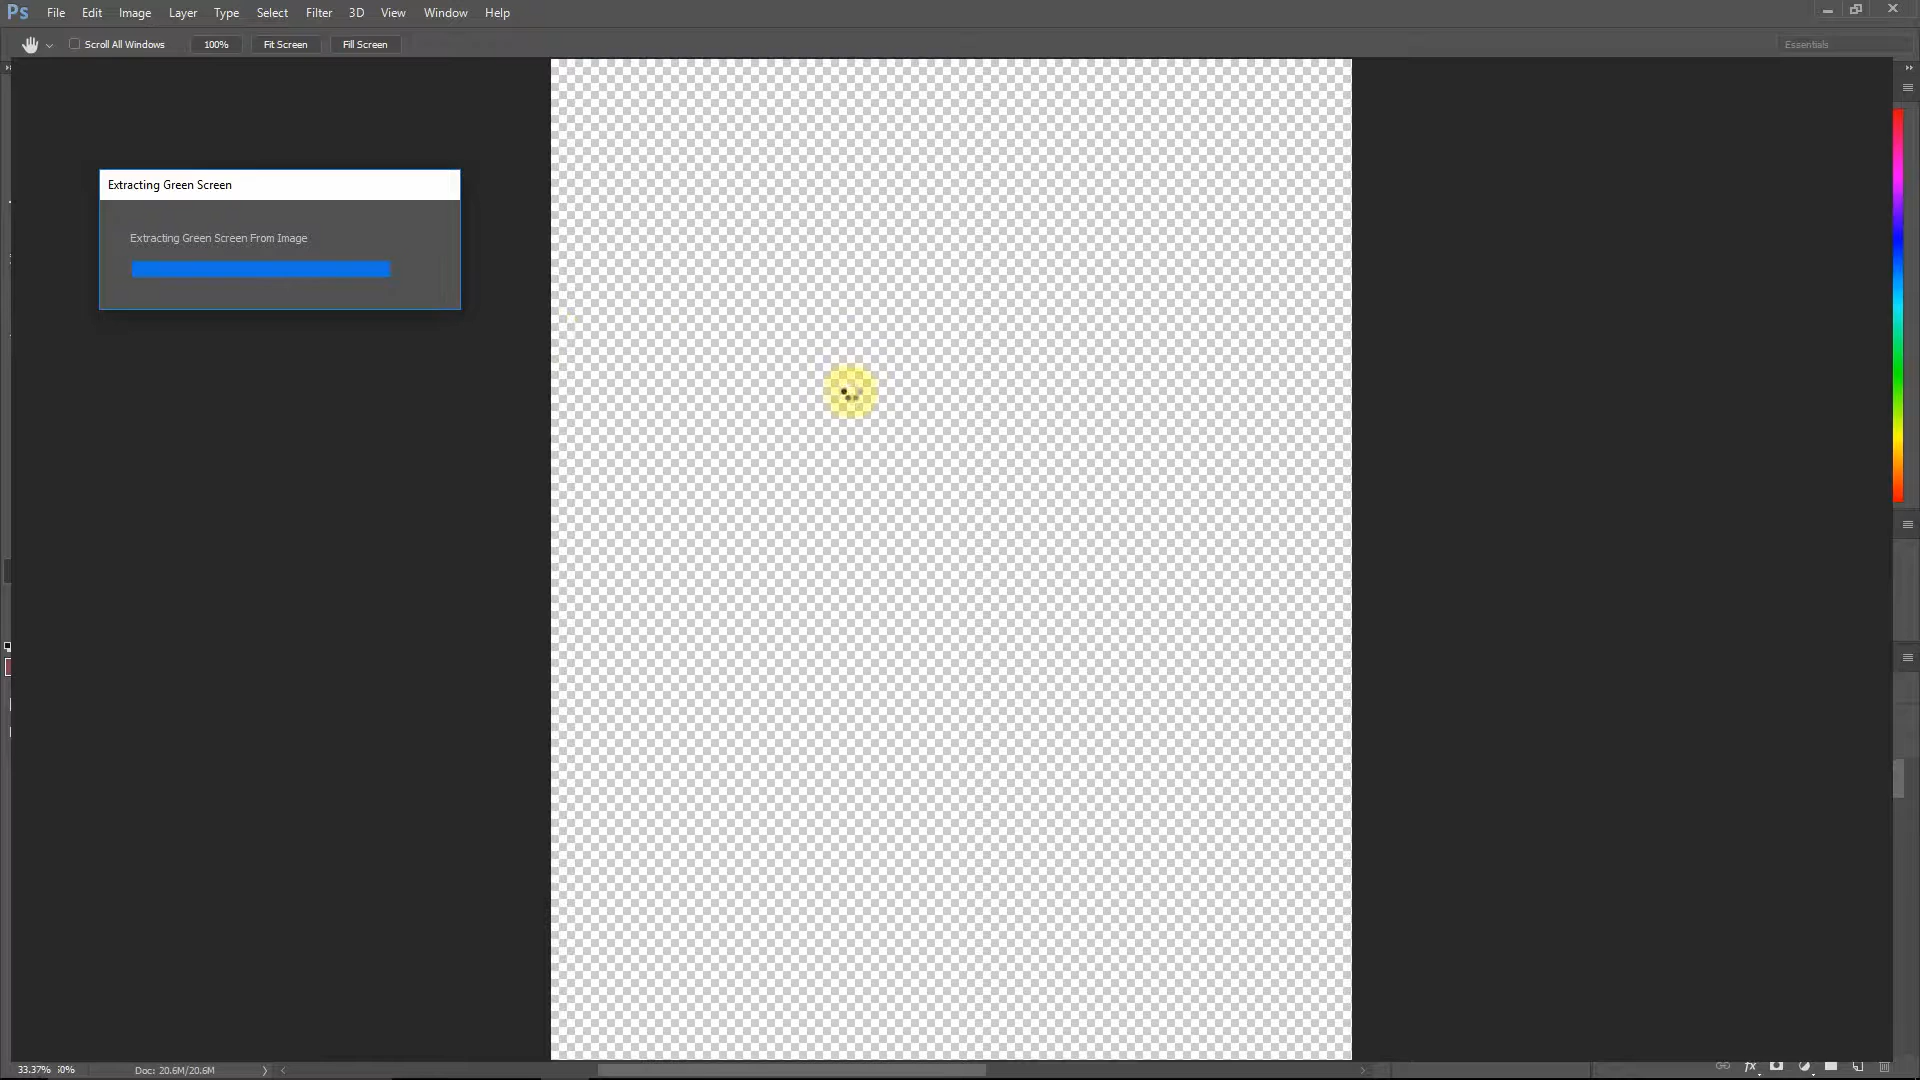 Ps File Edit Image Layer Type Select Filter 3D View Window Help
Scroll All Windows 100% Fit Screen Fill Screen Essentials
Extracting Green Screen
Extracting Green Screen From Image
33.37% Doc: 20.6M/20.6M fx